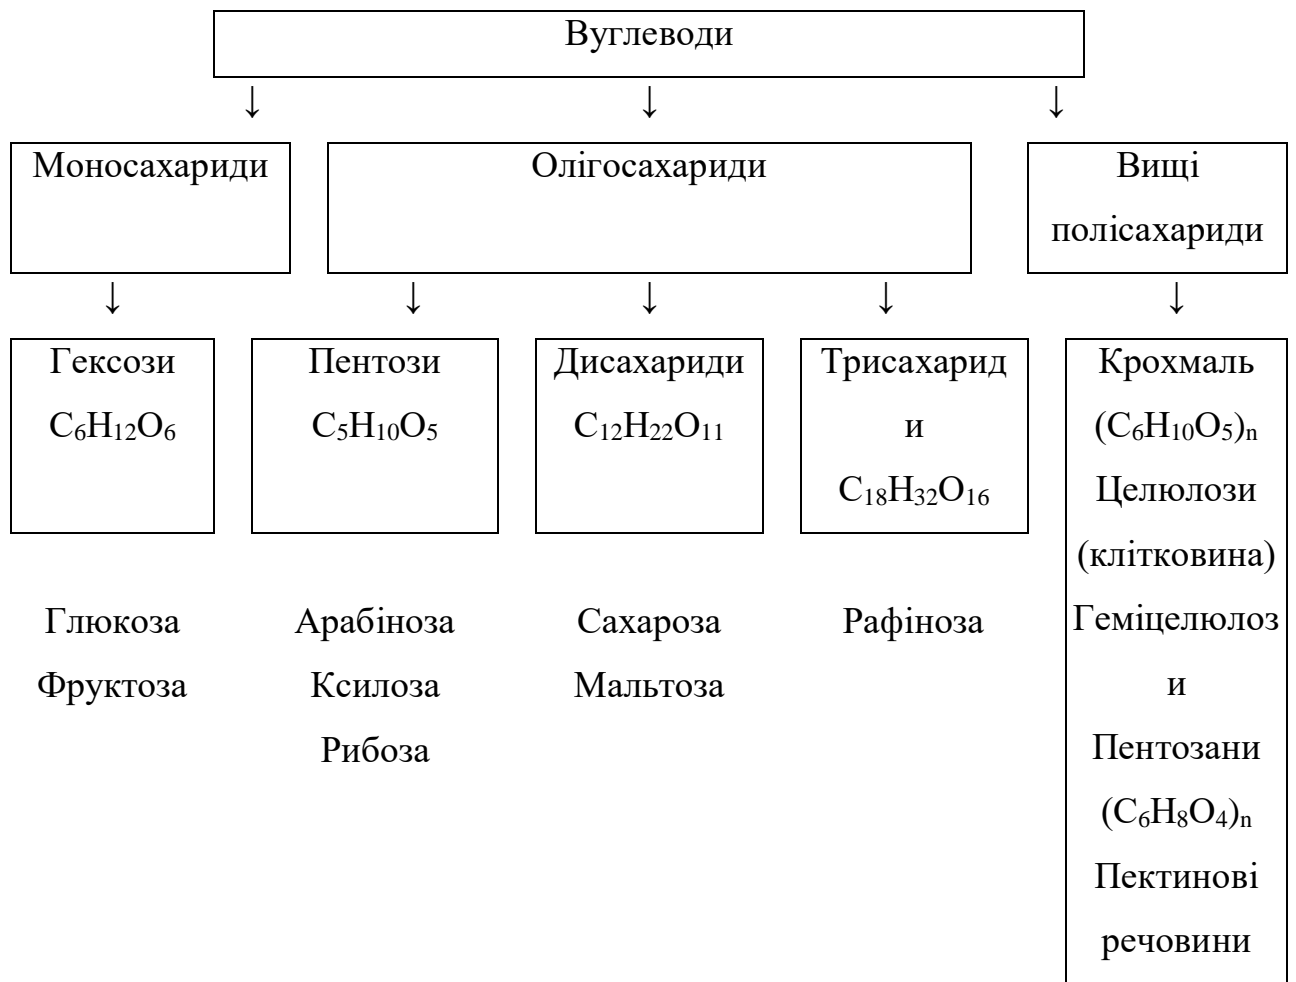 Вуглеводи
↓ ↓ ↓
Моносахариди
Олігосахариди
Вищі
полісахариди
↓ ↓ ↓ ↓ ↓
Гексози
C₆H₁₂O₆
Пентози
C₅H₁₀O₅
Дисахариди
C₁₂H₂₂O₁₁
Трисахарид
и
C₁₈H₃₂O₁₆
Крохмаль
(C₆H₁₀O₅)ₙ
Целюлози
(клітковина)
Геміцелюлоз
и
Пентозани
(C₆H₈O₄)ₙ
Пектинові
речовини
Глюкоза
Фруктоза
Арабіноза
Ксилоза
Рибоза
Сахароза
Мальтоза
Рафіноза